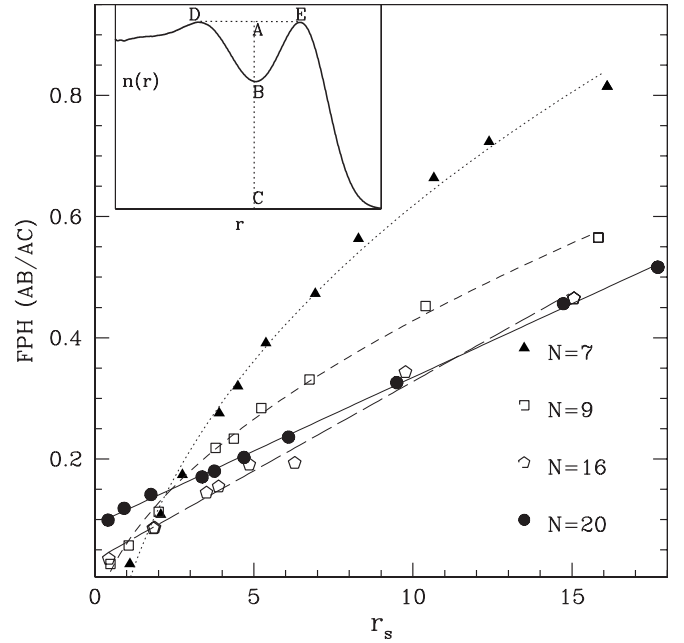 D
E
A
n(r)
B
C
r
0.8
0.6
0.4
0.2
FPH (AB/AC)
N=7
N=9
N=16
N=20
0
5
10
15
r_s